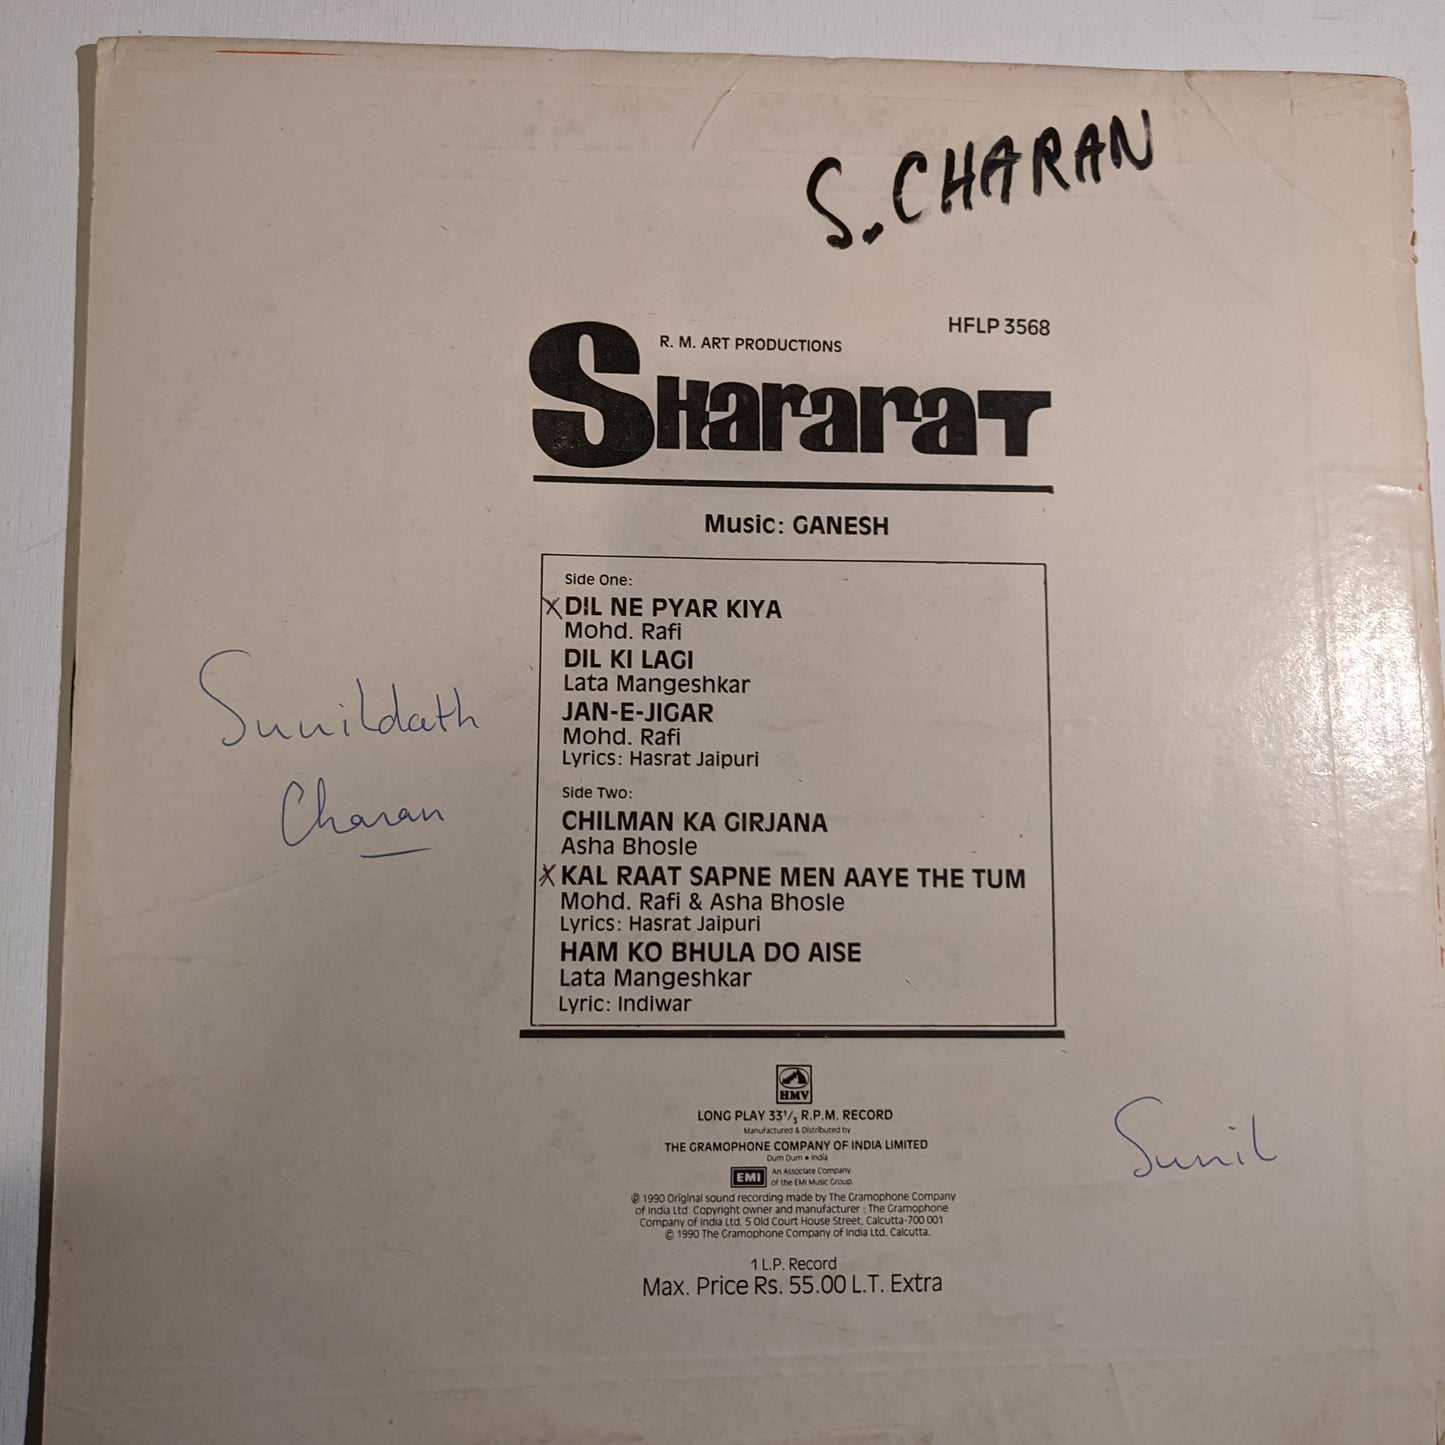 S. CHARAN
HFLP 3568
R. M. ART PRODUCTIONS
SHararaT
Music: GANESH
Side One:
X DIL NE PYAR KIYA
Mohd. Rafi
DIL KI LAGI
Lata Mangeshkar
JAN-E-JIGAR
Mohd. Rafi
Lyrics: Hasrat Jaipuri
Sunildath
Charan
Side Two:
CHILMAN KA GIRJANA
Asha Bhosle
X KAL RAAT SAPNE MEN AAYE THE TUM
Mohd. Rafi & Asha Bhosle
Lyrics: Hasrat Jaipuri
HAM KO BHULA DO AISE
Lata Mangeshkar
Lyric: Indiwar
HMV
LONG PLAY 33⅓ R.P.M. RECORD
Manufactured & Distributed by
THE GRAMOPHONE COMPANY OF INDIA LIMITED
Dum Dum • India
EMI
An Associate Company
of the EMI Music Group.
Sunil
℗ 1990 Original sound recording made by The Gramophone Company
of India Ltd. Copyright owner and manufacturer : The Gramophone
Company of India Ltd. 5 Old Court House Street, Calcutta-700 001
© 1990 The Gramophone Company of India Ltd. Calcutta.
1 L.P. Record
Max. Price Rs. 55.00 L.T. Extra